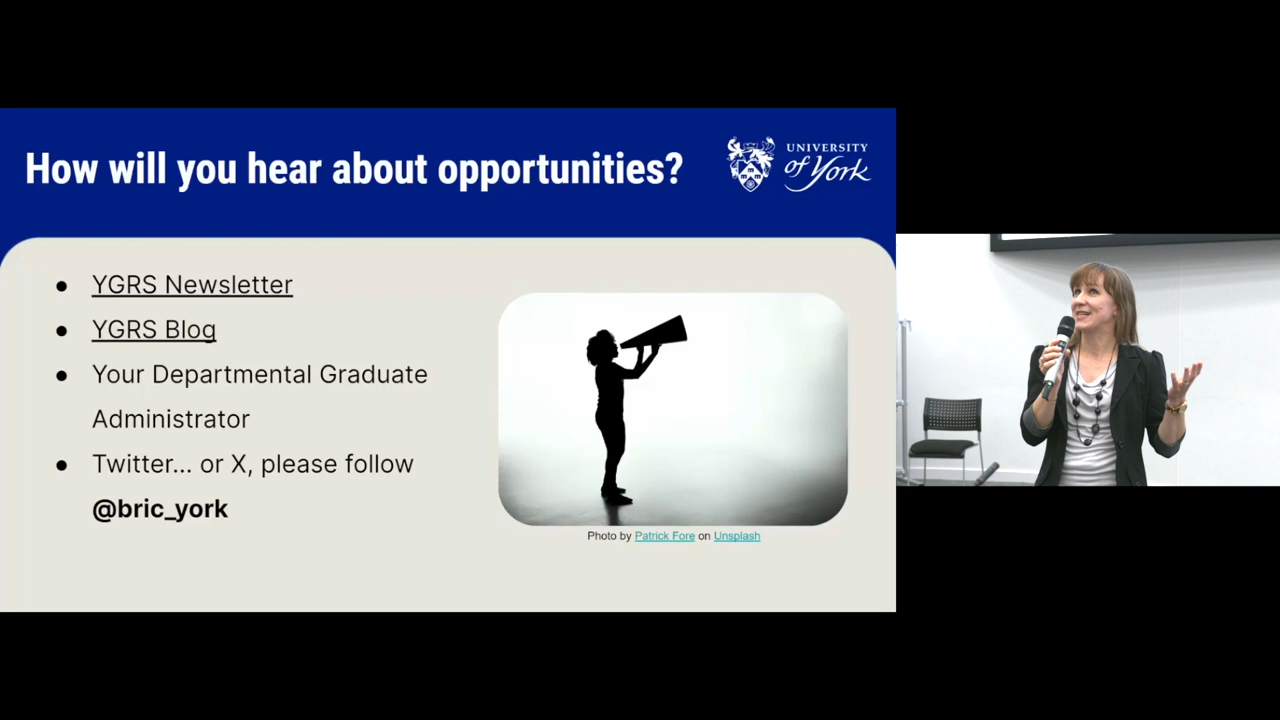 How will you hear about opportunities?
UNIVERSITY
of York
YGRS Newsletter
YGRS Blog
Your Departmental Graduate
Administrator
Twitter... or X, please follow
@bric_york
Photo by Patrick Fore on Unsplash